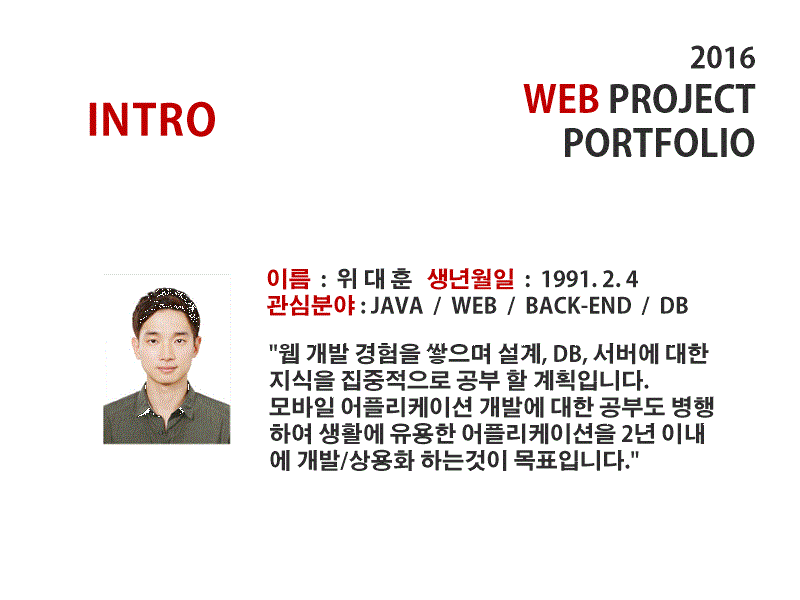 INTRO
2016
WEB PROJECT
PORTFOLIO
이름 : 위 대 훈 생년월일 : 1991. 2. 4
관심분야 : JAVA / WEB / BACK-END / DB
"웹 개발 경험을 쌓으며 설계, DB, 서버에 대한
지식을 집중적으로 공부 할 계획입니다.
모바일 어플리케이션 개발에 대한 공부도 병행
하여 생활에 유용한 어플리케이션을 2년 이내
에 개발/상용화 하는것이 목표입니다."